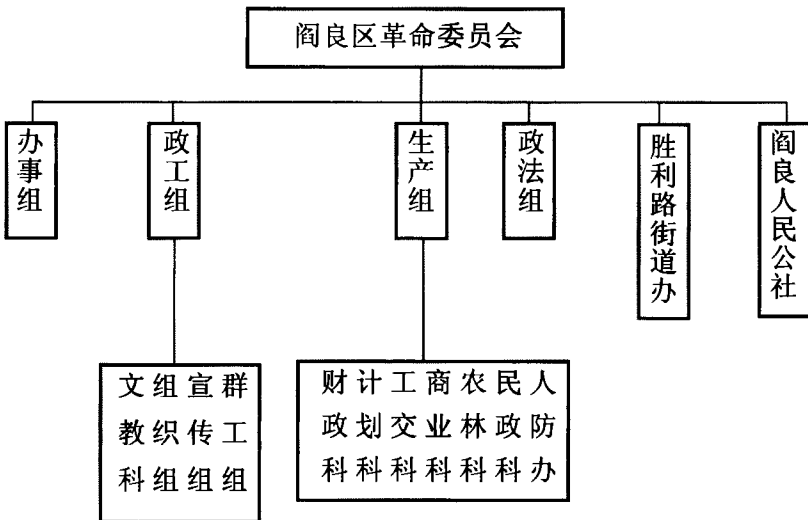 阎良区革命委员会
办事组
政工组
生产组
政法组
胜利路街道办
阎良人民公社
文教科
组织组
宣传组
群工组
财政科
计划科
工交科
商业科
农林科
民政科
人防办